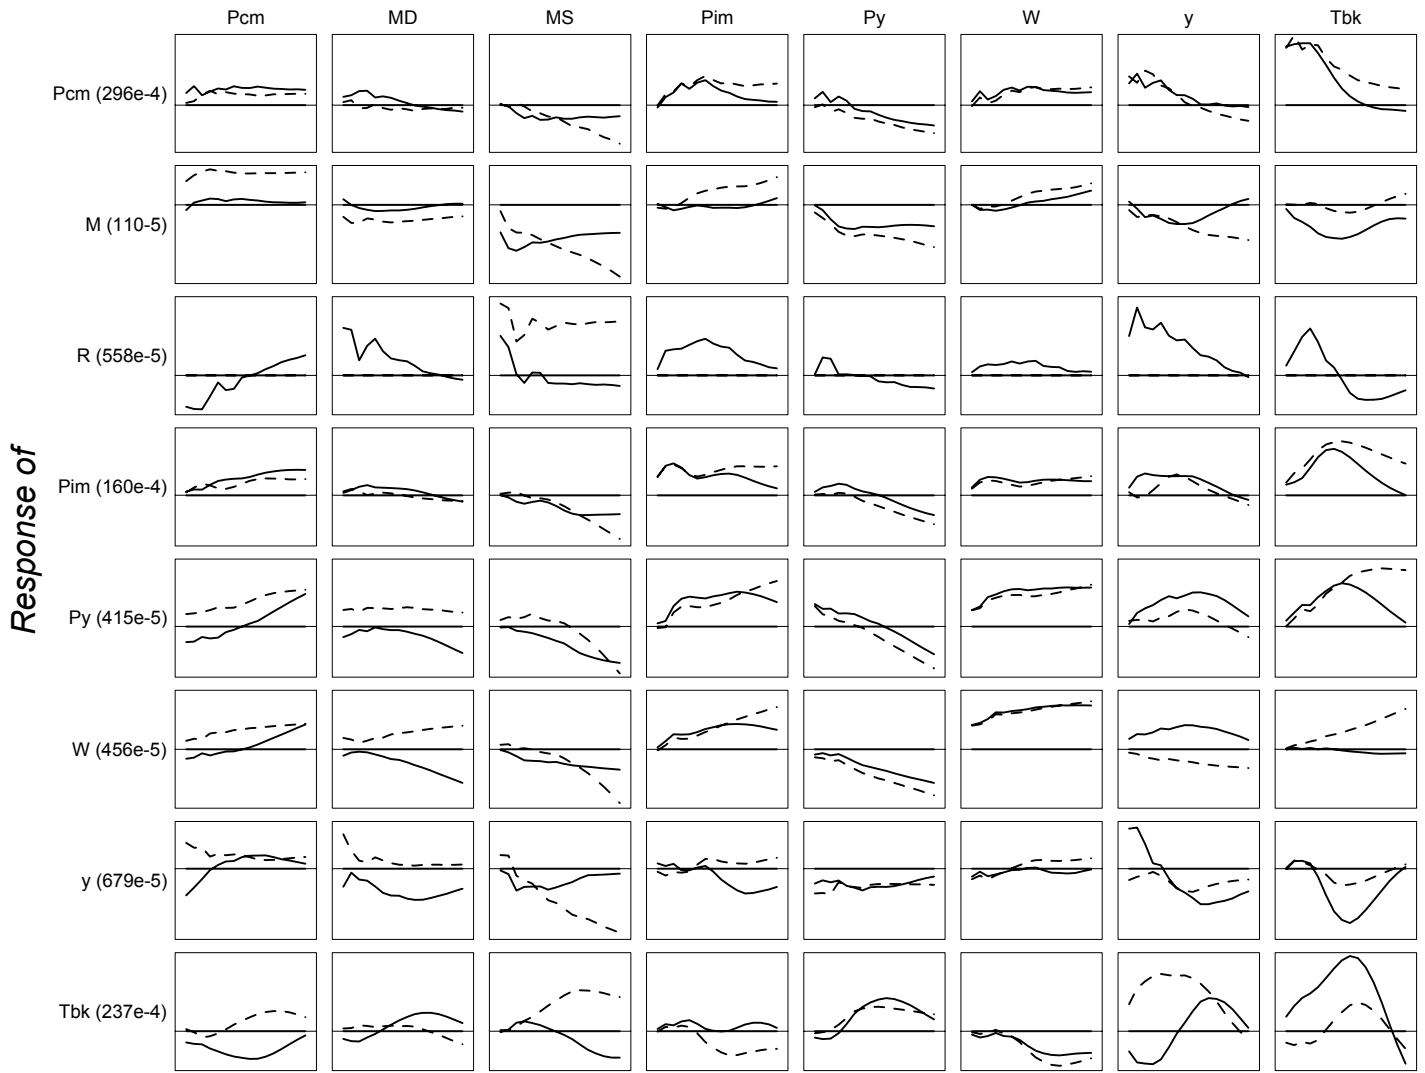 Pcm MD MS Pim Py W y Tbk
Pcm (296e-4)
M (110-5)
R (558e-5)
Pim (160e-4)
Response of
Py (415e-5)
W (456e-5)
y (679e-5)
Tbk (237e-4)